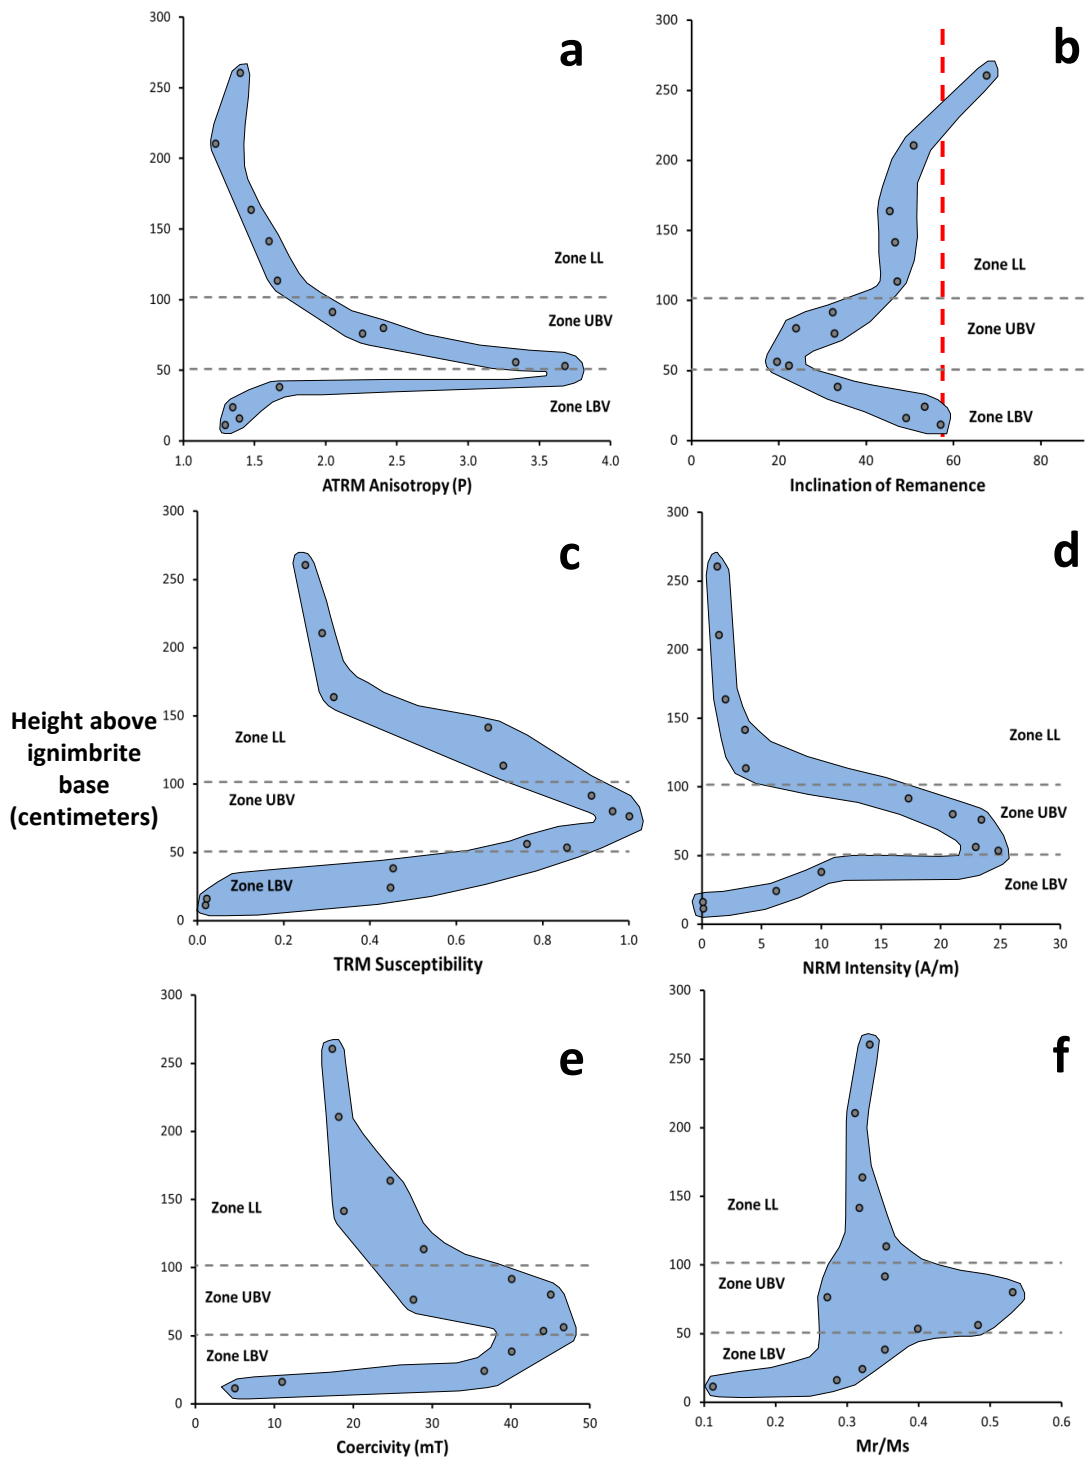 a
300
250
200
150
100
50
0
Zone LL
Zone UBV
Zone LBV
1.0 1.5 2.0 2.5 3.0 3.5 4.0
ATRM Anisotropy (P)
b
300
250
200
150
100
50
0
Zone LL
Zone UBV
Zone LBV
0 20 40 60 80
Inclination of Remanence
Height above
ignimbrite
base
(centimeters)
c
300
250
200
150
100
50
0
Zone LL
Zone UBV
Zone LBV
0.0 0.2 0.4 0.6 0.8 1.0
TRM Susceptibility
d
300
250
200
150
100
50
0
Zone LL
Zone UBV
Zone LBV
0 5 10 15 20 25 30
NRM Intensity (A/m)
e
300
250
200
150
100
50
0
Zone LL
Zone UBV
Zone LBV
0 10 20 30 40 50
Coercivity (mT)
f
300
250
200
150
100
50
0
Zone LL
Zone UBV
Zone LBV
0.1 0.2 0.3 0.4 0.5 0.6
Mr/Ms